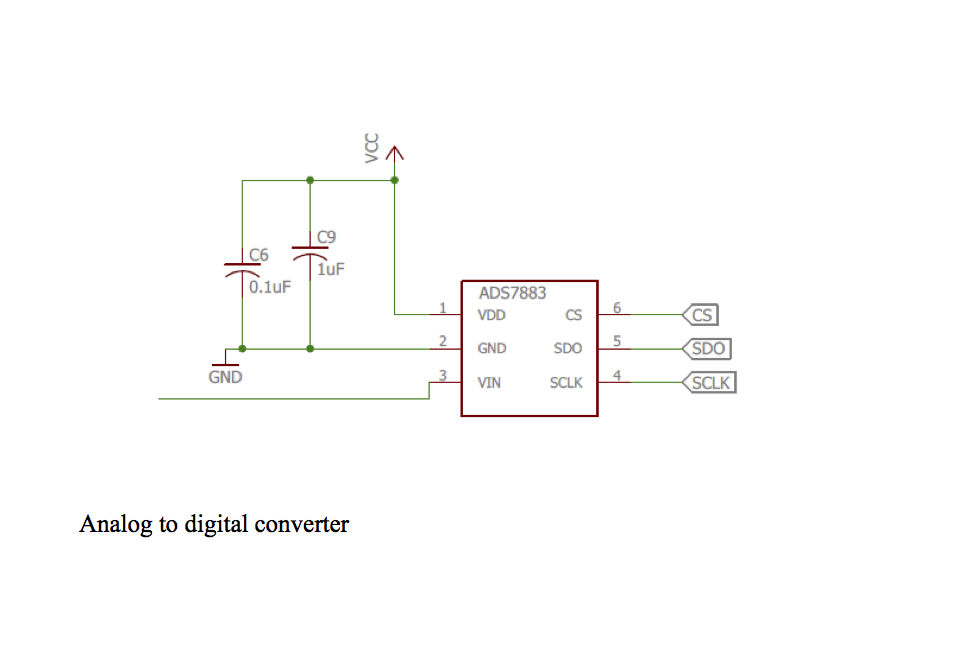 VCC
C9
C6
1uF
0.1uF
ADS7883
1 VDD CS 6 CS
2 GND SDO 5 SDO
3 VIN SCLK 4 SCLK
GND
Analog to digital converter